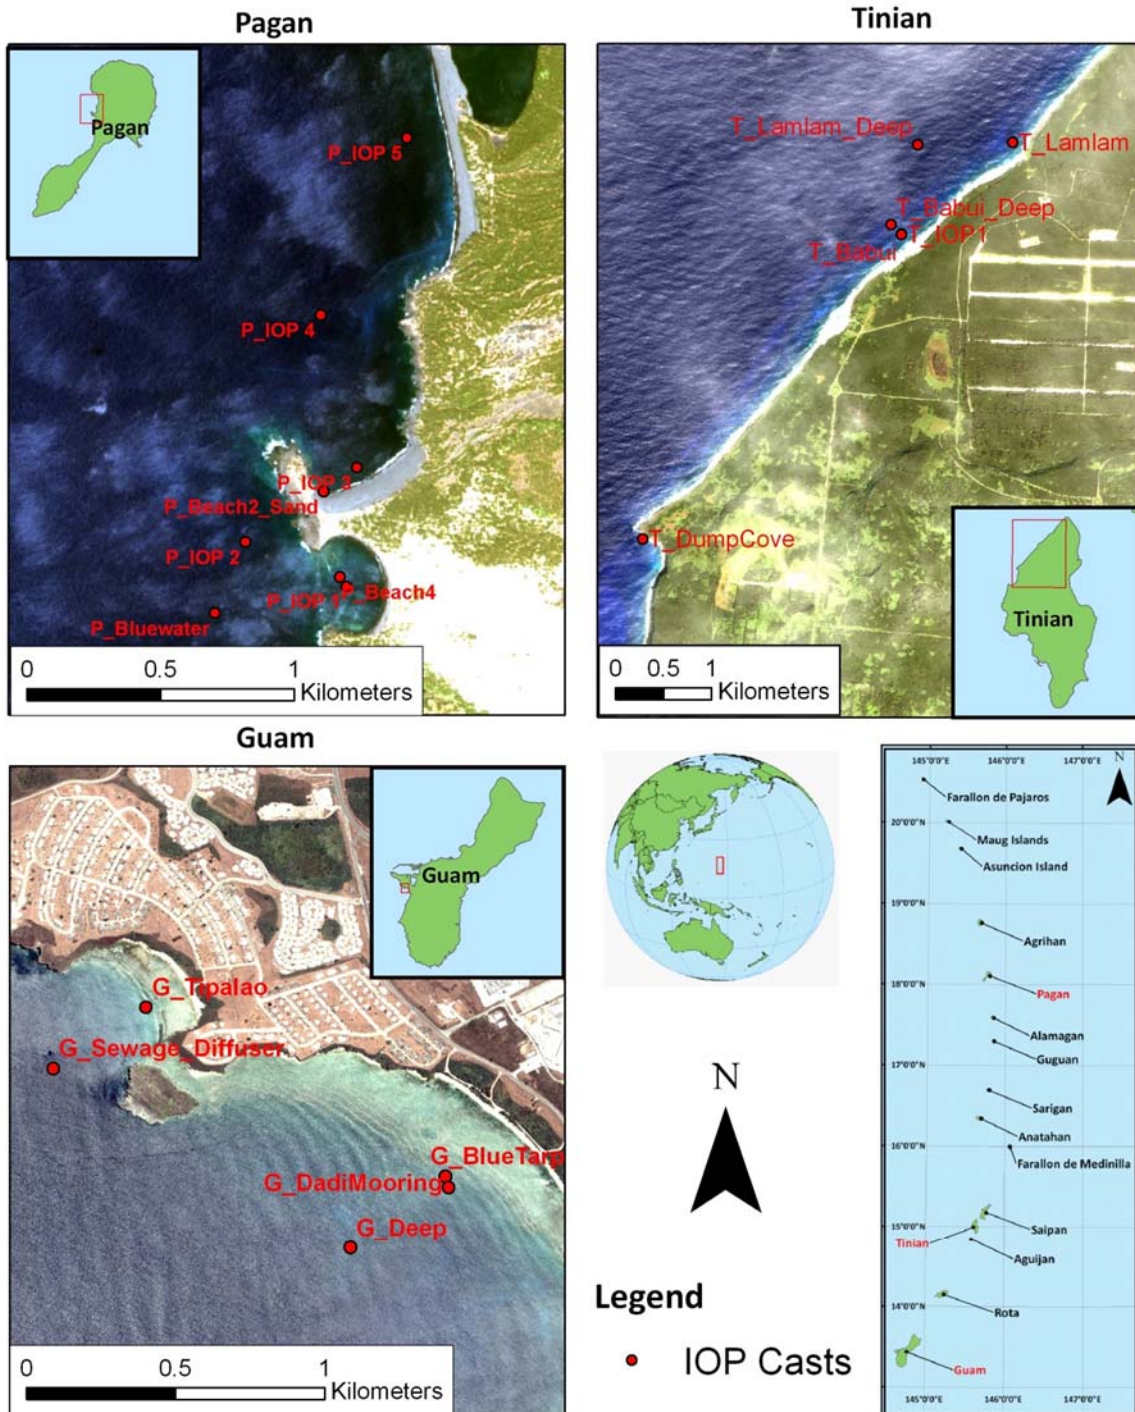 Pagan
Pagan
P_IOP 5
P_IOP 4
P_IOP 3
P_Beach2_Sand
P_IOP 2
P_IOP 1
P_Beach4
P_Bluewater
0 0.5 1
Kilometers
Tinian
T_Lamlam_Deep
T_Lamlam
T_Babui_Deep
T_IOP1
T_Babui
T_DumpCove
Tinian
0 0.5 1
Kilometers
Guam
Guam
G_Tipalao
G_Sewage_Diffuser
G_BlueTarp
G_DadiMooring
G_Deep
0 0.5 1
Kilometers
N
Legend
IOP Casts
145°0'0"E 146°0'0"E 147°0'0"E
N
Farallon de Pajaros
20°0'0"N
Maug Islands
Asuncion Island
19°0'0"N
Agrihan
18°0'0"N
Pagan
Alamagan
Guguan
17°0'0"N
Sarigan
Anatahan
16°0'0"N
Farallon de Medinilla
15°0'0"N
Saipan
Tinian
Aguijan
14°0'0"N
Rota
Guam
145°0'0"E 146°0'0"E 147°0'0"E